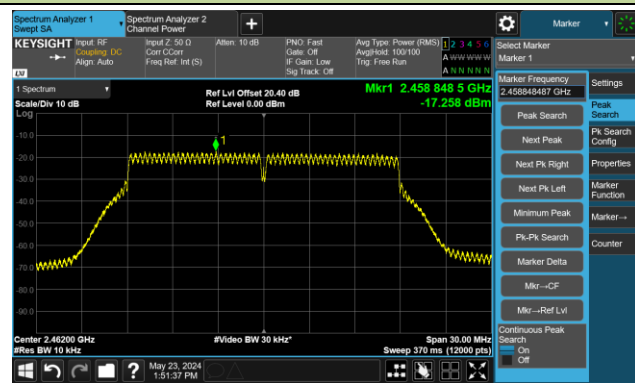 Spectrum Analyzer 1
Swept SA
Spectrum Analyzer 2
Channel Power
+
Marker
KEYSIGHT
Input: RF
Coupling: DC
Align: Auto
Input Z: 50 Ω
Corr CCorr
Freq Ref: Int (S)
Atten: 10 dB
PNO: Fast
Gate: Off
IF Gain: Low
Sig Track: Off
Avg Type: Power (RMS)
Avg|Hold: 100/100
Trig: Free Run
1 2 3 4 5 6
A W W W W W
A N N N N N
LXI
Select Marker
Marker 1
1 Spectrum
Scale/Div 10 dB
Log
Ref Lvl Offset 20.40 dB
Ref Level 0.00 dBm
Mkr1 2.458 848 5 GHz
-17.258 dBm
Marker Frequency
2.458848487 GHz
Settings
Peak Search
Peak
Search
Next Peak
Pk Search
Config
Next Pk Right
Properties
Next Pk Left
Marker
Function
Minimum Peak
Marker→
Pk-Pk Search
Counter
Marker Delta
Mkr→CF
Mkr→Ref Lvl
Continuous Peak
Search
On
Off
-10.0
1
-20.0
-30.0
-40.0
-50.0
-60.0
-70.0
-80.0
-90.0
Center 2.46200 GHz
#Res BW 10 kHz
#Video BW 30 kHz*
Span 30.00 MHz
Sweep 370 ms (12000 pts)
?
May 23, 2024
1:51:37 PM